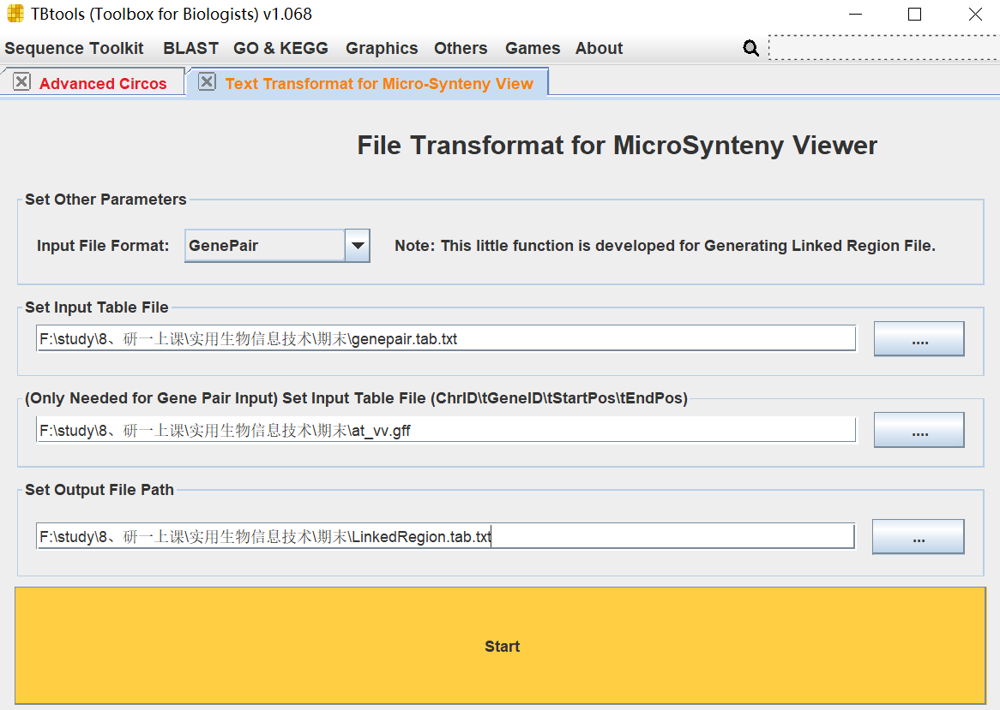 TBtools (Toolbox for Biologists) v1.068
Sequence Toolkit BLAST GO & KEGG Graphics Others Games About
Advanced Circos Text Transformat for Micro-Synteny View
File Transformat for MicroSynteny Viewer
Set Other Parameters
Input File Format: GenePair Note: This little function is developed for Generating Linked Region File.
Set Input Table File
F:\study\8、研一上课\实用生物信息技术\期末\genepair.tab.txt ....
(Only Needed for Gene Pair Input) Set Input Table File (ChrID\tGeneID\tStartPos\tEndPos)
F:\study\8、研一上课\实用生物信息技术\期末\at_vv.gff ....
Set Output File Path
F:\study\8、研一上课\实用生物信息技术\期末\LinkedRegion.tab.txt ...
Start